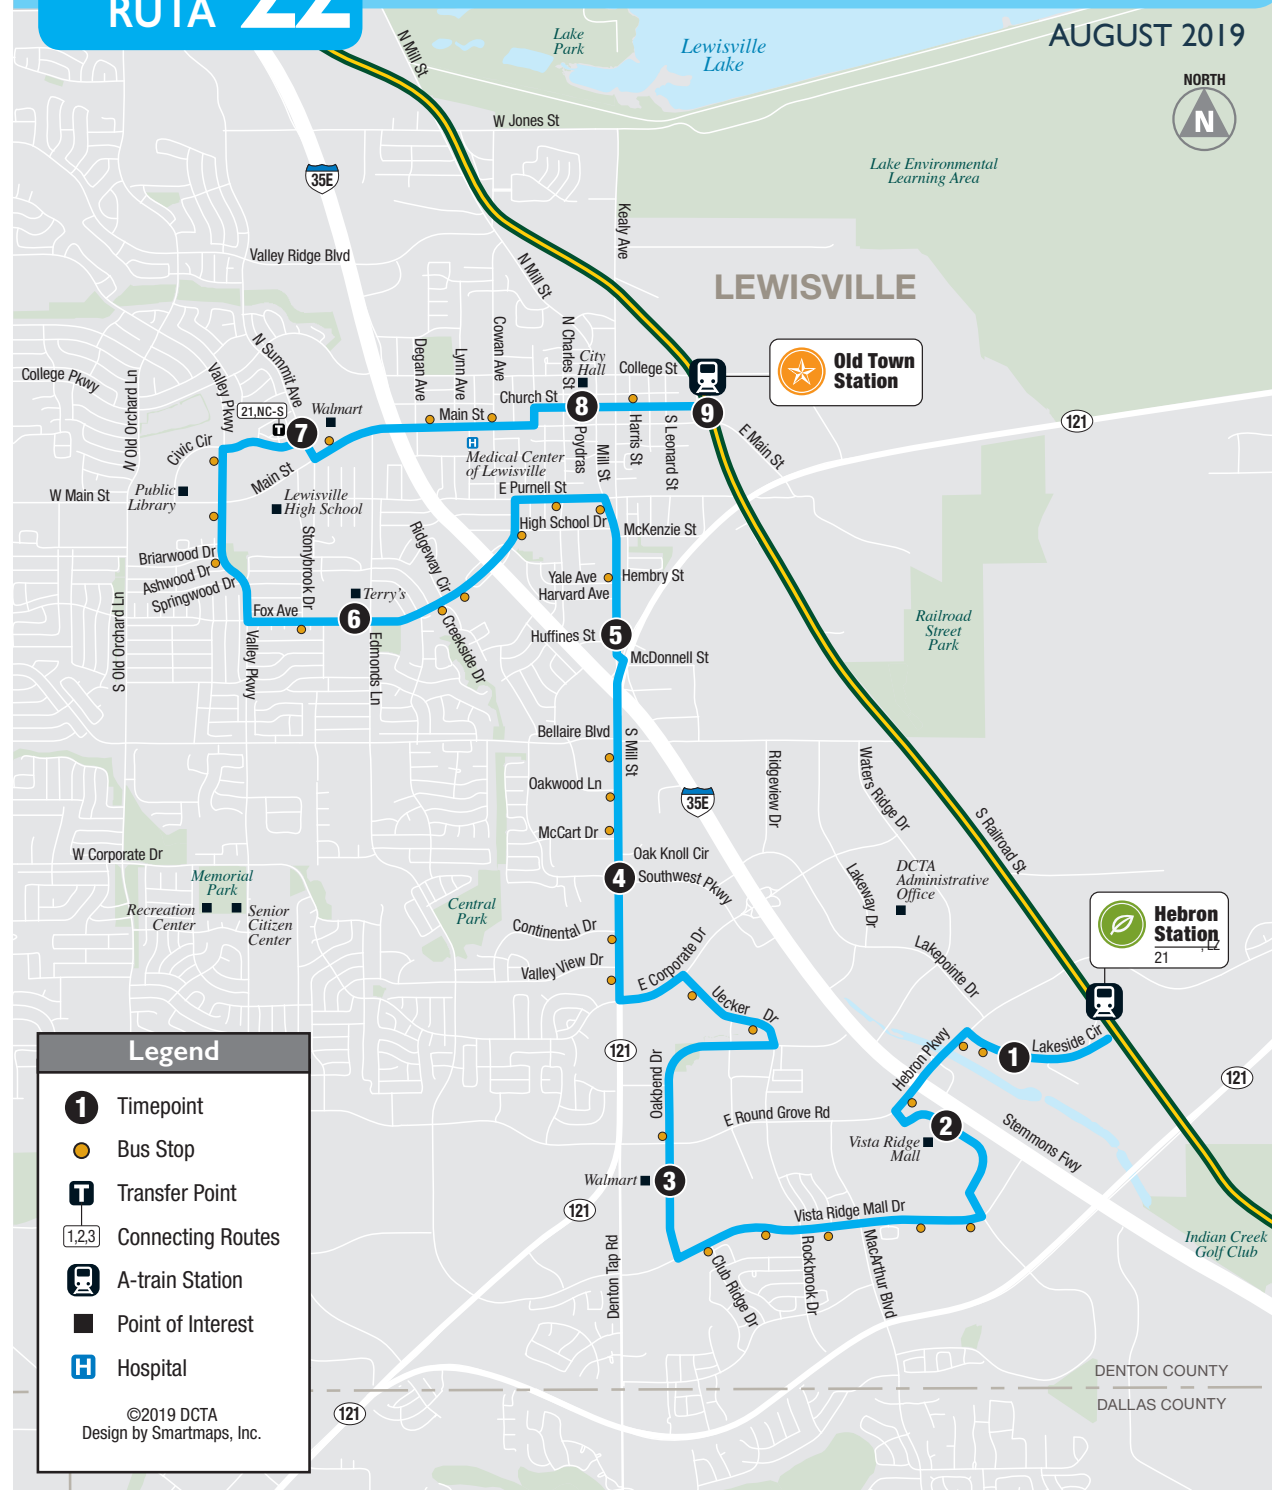 RUTA 22
AUGUST 2019
NORTH
N
Lake
Park
Lewisville
Lake
N Mill St
W Jones St
Lake Environmental
Learning Area
35E
Kealy Ave
Valley Ridge Blvd
N Mill St
LEWISVILLE
Old Town
Station
College Pkwy
N Old Orchard Ln
Valley Pkwy
N Summit Ave
21,NC-S
T
Walmart
7
Degan Ave
Lynn Ave
Cowan Ave
N Charles St
City
Hall
College St
Church St
8
9
Main St
H
Medical Center
of Lewisville
Poydras
Mill St
Harris St
S Leonard St
E Main St
121
Civic Cir
Main St
W Main St
Public
Library
Lewisville
High School
E Purnell St
High School Dr
McKenzie St
Stonybrook Dr
Ridgeway Cir
Briarwood Dr
Ashwood Dr
Springwood Dr
Yale Ave
Hembry St
Harvard Ave
Terry's
Fox Ave
6
Huffines St
5
Railroad
Street
Park
McDonnell St
S Old Orchard Ln
Valley Pkwy
Edmonds Ln
Creekside Dr
Bellaire Blvd
S Mill St
Oakwood Ln
35E
Ridgeview Dr
Waters Ridge Dr
McCart Dr
S Railroad St
W Corporate Dr
Oak Knoll Cir
4
Southwest Pkwy
Memorial
Park
Recreation
Center
Senior
Citizen
Center
Central
Park
DCTA
Administrative
Office
Lakeway Dr
Hebron
Station
21
, LZ
Continental Dr
Valley View Dr
E Corporate Dr
Lakepointe Dr
Uecker Dr
Hebron Pkwy
1
Lakeside Cir
121
Oakbend Dr
121
E Round Grove Rd
2
Vista Ridge
Mall
Stemmons Fwy
Walmart
3
121
Vista Ridge Mall Dr
Denton Tap Rd
Club Ridge Dr
Rockbrook Dr
MacArthur Blvd
Indian Creek
Golf Club
DENTON COUNTY
DALLAS COUNTY
121
Legend
1 Timepoint
Bus Stop
T Transfer Point
1,2,3 Connecting Routes
A-train Station
Point of Interest
H Hospital
©2019 DCTA
Design by Smartmaps, Inc.